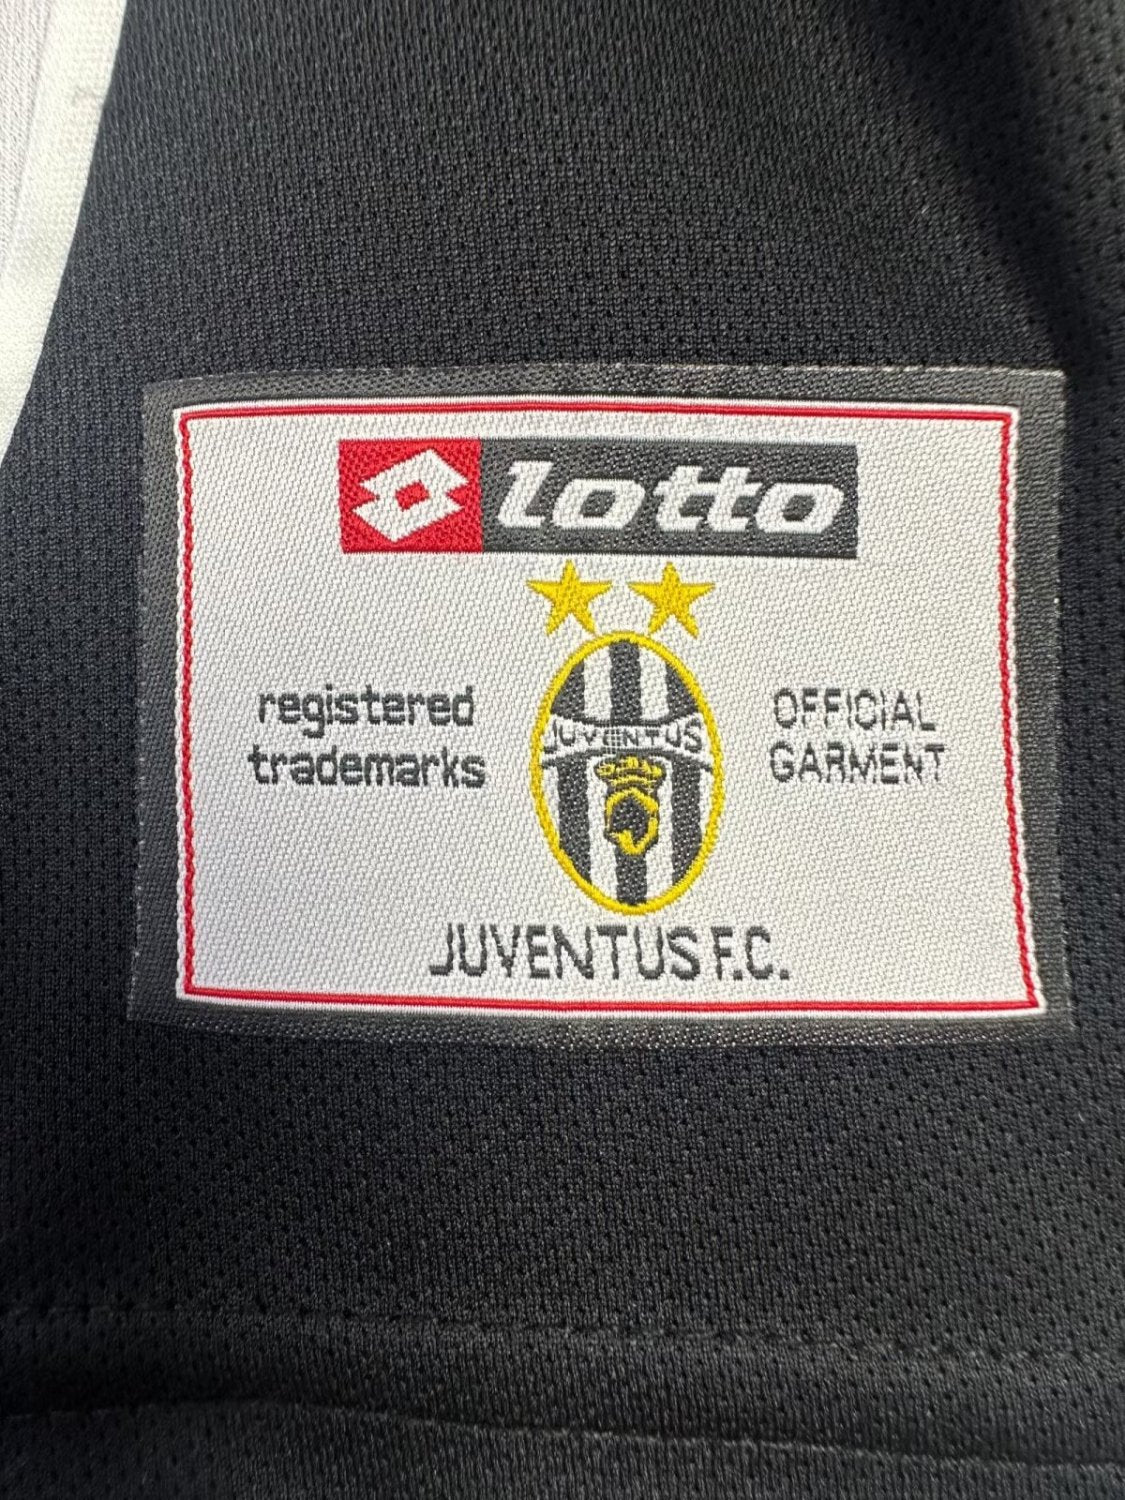 lotto
registered
trademarks
JUVENTUS
OFFICIAL
GARMENT
JUVENTUS F.C.